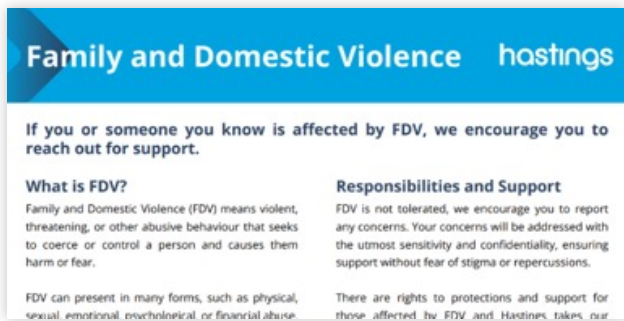 Family and Domestic Violence
hastings
If you or someone you know is affected by FDV, we encourage you to
reach out for support.
What is FDV?
Family and Domestic Violence (FDV) means violent,
threatening, or other abusive behaviour that seeks
to coerce or control a person and causes them
harm or fear.
FDV can present in many forms, such as physical,
sexual, emotional, psychological, or financial abuse.
Responsibilities and Support
FDV is not tolerated, we encourage you to report
any concerns. Your concerns will be addressed with
the utmost sensitivity and confidentiality, ensuring
support without fear of stigma or repercussions.
There are rights to protections and support for
those affected by FDV and Hastings takes our